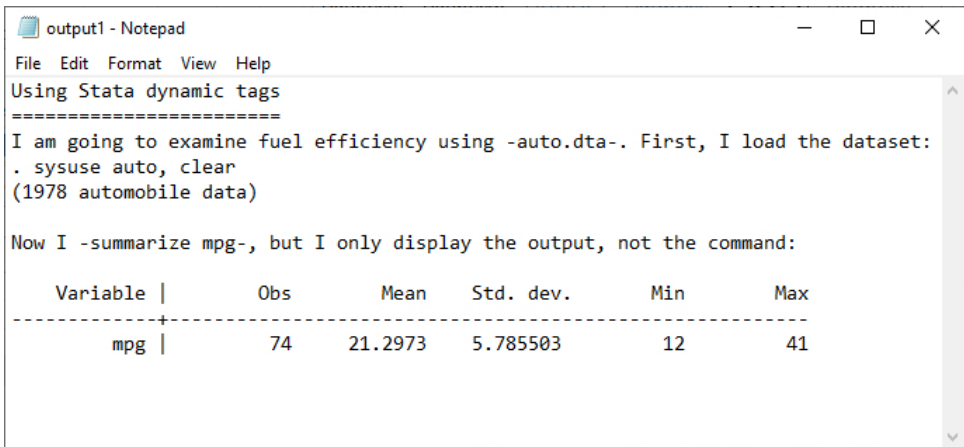 output1 - Notepad
File Edit Format View Help
Using Stata dynamic tags
========================
I am going to examine fuel efficiency using -auto.dta-. First, I load the dataset:
. sysuse auto, clear
(1978 automobile data)

Now I -summarize mpg-, but I only display the output, not the command:

    Variable |        Obs        Mean    Std. dev.       Min        Max
-------------+---------------------------------------------------------
         mpg |         74     21.2973    5.785503         12         41